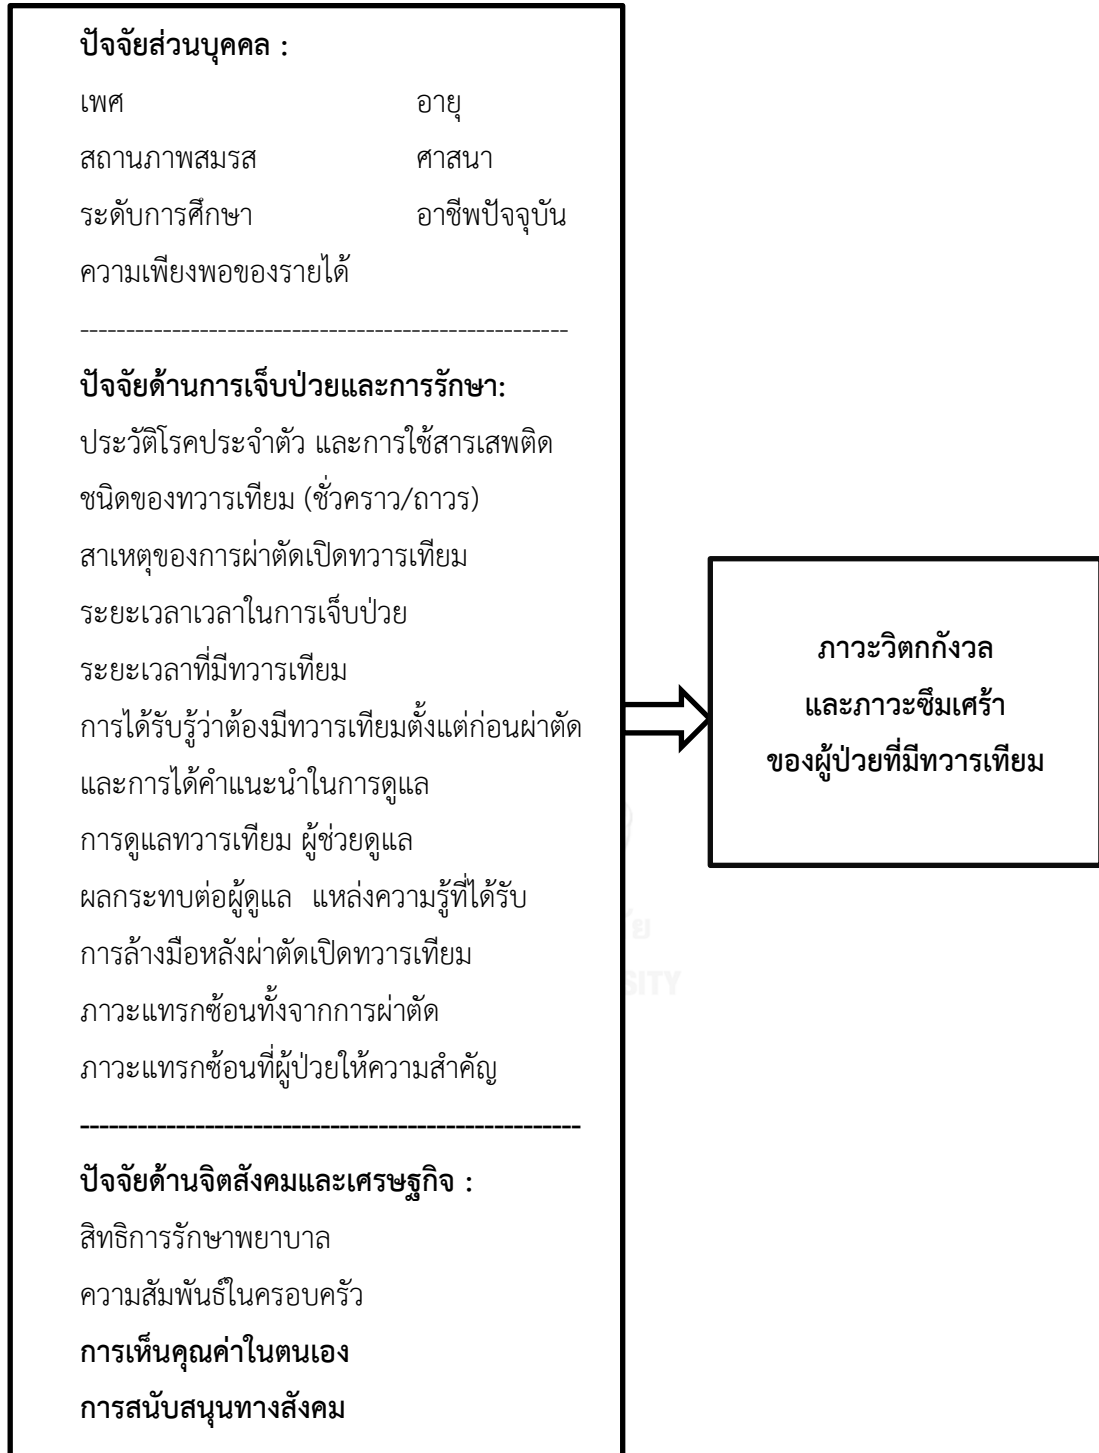 ปัจจัยส่วนบุคคล :
เพศ อายุ
สถานภาพสมรส ศาสนา
ระดับการศึกษา อาชีพปัจจุบัน
ความเพียงพอของรายได้
ปัจจัยด้านการเจ็บป่วยและการรักษา:
ประวัติโรคประจำตัว และการใช้สารเสพติด
ชนิดของทวารเทียม (ชั่วคราว/ถาวร)
สาเหตุของการผ่าตัดเปิดทวารเทียม
ระยะเวลาเวลาในการเจ็บป่วย
ระยะเวลาที่มีทวารเทียม
การได้รับรู้ว่าต้องมีทวารเทียมตั้งแต่ก่อนผ่าตัด
และการได้คำแนะนำในการดูแล
การดูแลทวารเทียม ผู้ช่วยดูแล
ผลกระทบต่อผู้ดูแล แหล่งความรู้ที่ได้รับ
การล้างมือหลังผ่าตัดเปิดทวารเทียม
ภาวะแทรกซ้อนทั้งจากการผ่าตัด
ภาวะแทรกซ้อนที่ผู้ป่วยให้ความสำคัญ
ปัจจัยด้านจิตสังคมและเศรษฐกิจ :
สิทธิการรักษาพยาบาล
ความสัมพันธ์ในครอบครัว
การเห็นคุณค่าในตนเอง
การสนับสนุนทางสังคม
ภาวะวิตกกังวล
และภาวะซึมเศร้า
ของผู้ป่วยที่มีทวารเทียม